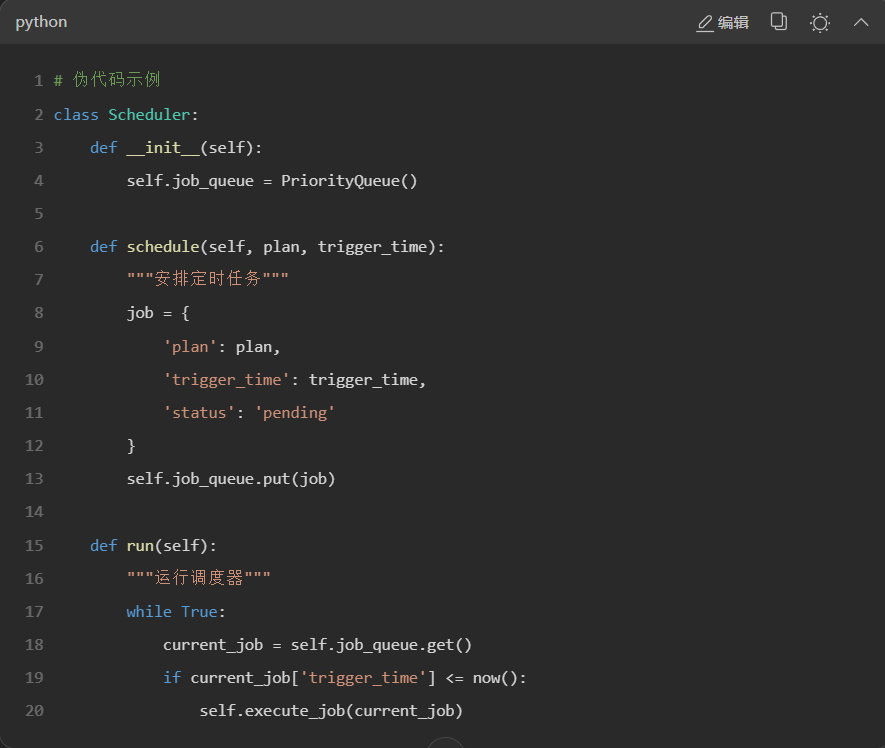 python
编辑
1 # 伪代码示例
2 class Scheduler:
3     def __init__(self):
4         self.job_queue = PriorityQueue()
5
6     def schedule(self, plan, trigger_time):
7         """安排定时任务"""
8         job = {
9             'plan': plan,
10             'trigger_time': trigger_time,
11             'status': 'pending'
12         }
13         self.job_queue.put(job)
14
15     def run(self):
16         """运行调度器"""
17         while True:
18             current_job = self.job_queue.get()
19             if current_job['trigger_time'] <= now():
20                 self.execute_job(current_job)